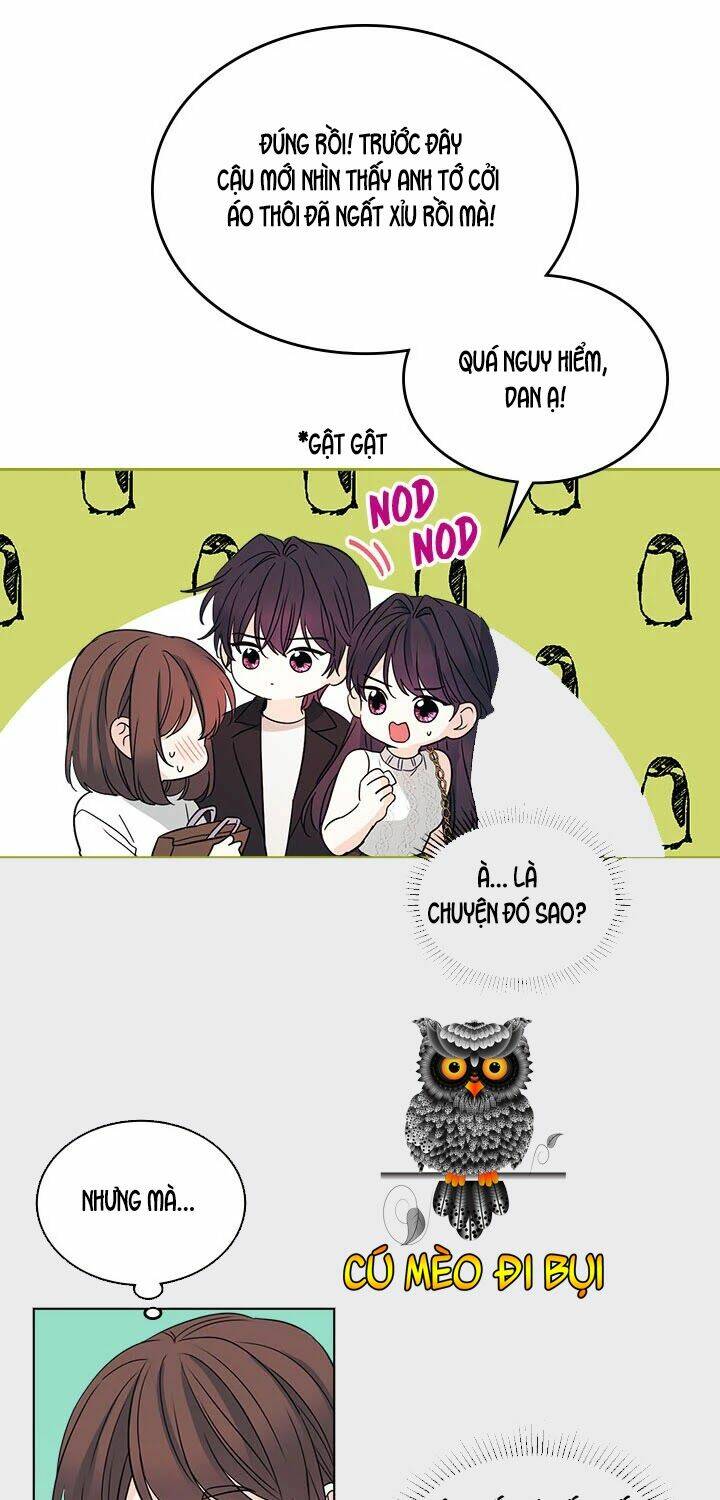 ĐÚNG RỒI! TRƯỚC ĐÂY
CẬU MỚI NHÌN THẤY ANH TỚ CỞI
ÁO THÔI ĐÃ NGẤT XỈU RỒI MÀ!
QUÁ NGUY HIỂM,
DAN Ạ!
*GẬT GẬT
NOD
NOD
À... LÀ
CHUYỆN ĐÓ SAO?
NHƯNG MÀ...
CÚ MÈO ĐI BỤI